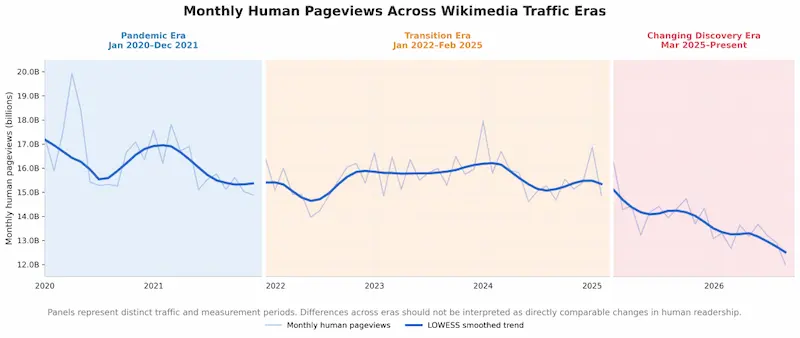 Monthly Human Pageviews Across Wikimedia Traffic Eras
Pandemic Era
Jan 2020–Dec 2021
Transition Era
Jan 2022–Feb 2025
Changing Discovery Era
Mar 2025–Present
Monthly human pageviews (billions)
20.0B
19.0B
18.0B
17.0B
16.0B
15.0B
14.0B
13.0B
12.0B
2020
2021
2022
2023
2024
2025
2026
Panels represent distinct traffic and measurement periods. Differences across eras should not be interpreted as directly comparable changes in human readership.
Monthly human pageviews
LOWESS smoothed trend